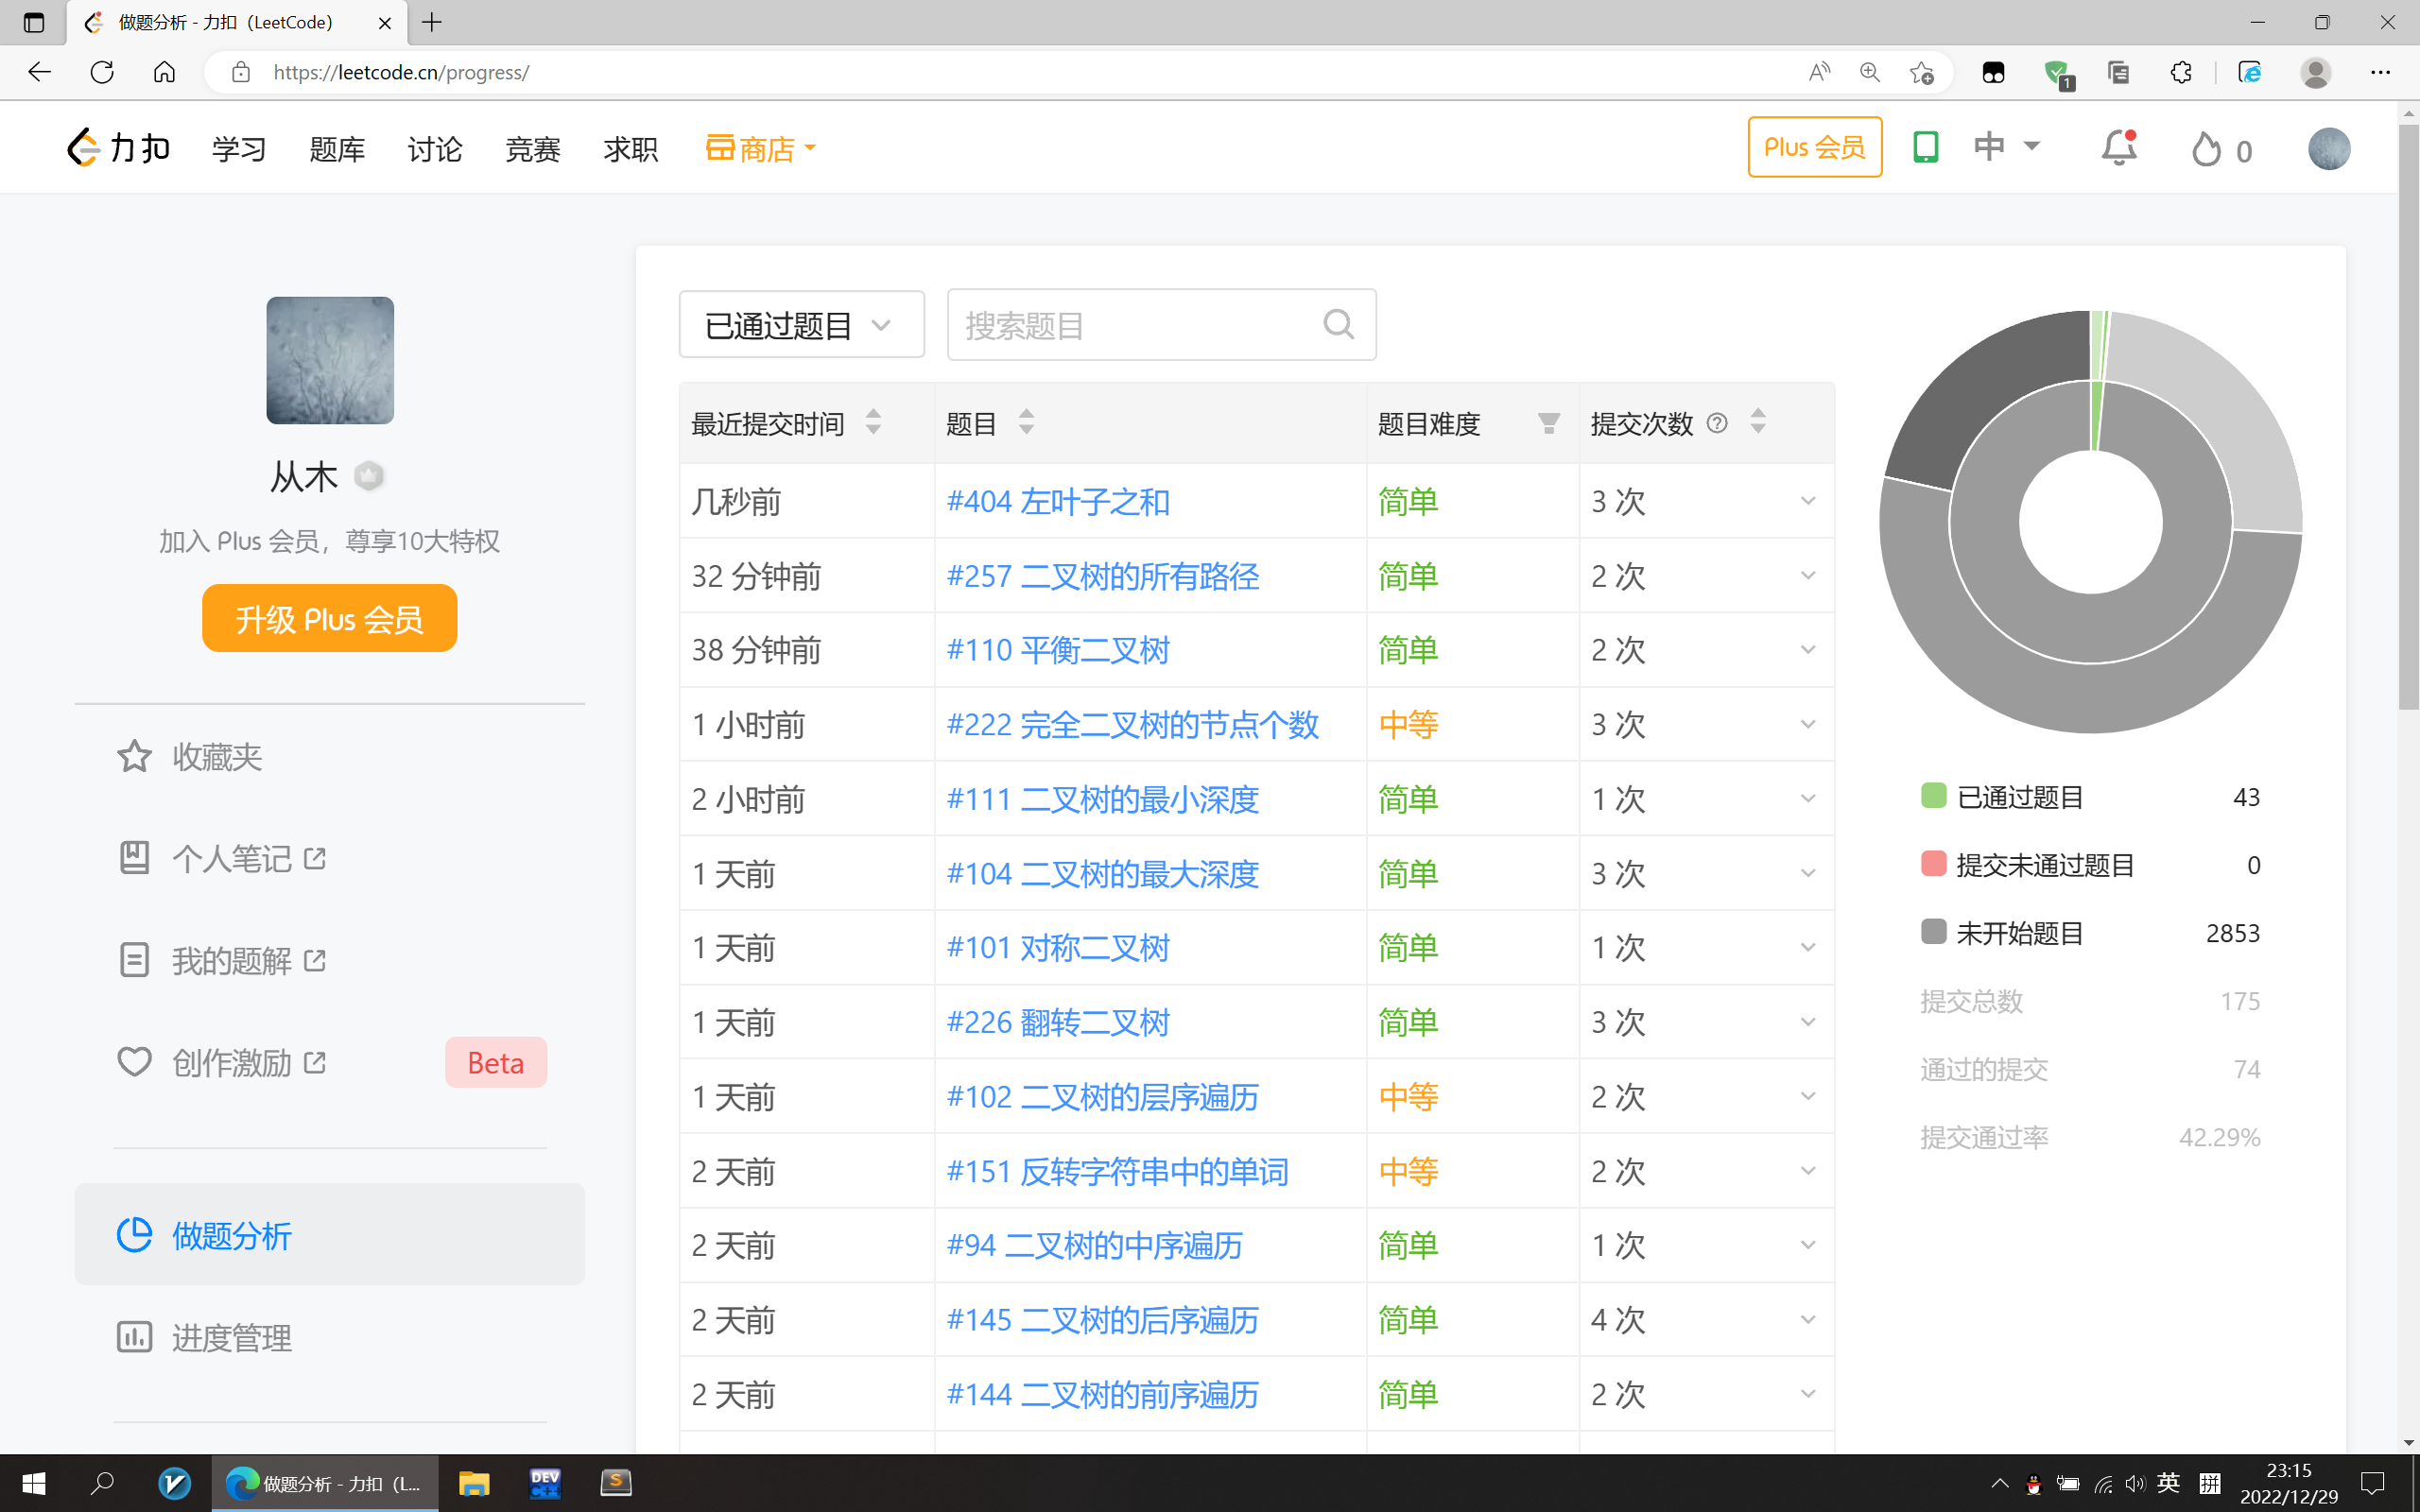 做题分析 - 力扣（LeetCode）
https://leetcode.cn/progress/
1
力扣 学习 题库 讨论 竞赛 求职 商店 Plus 会员 中 0
从木
加入 Plus 会员，尊享10大特权
升级 Plus 会员
收藏夹
个人笔记
我的题解
创作激励 Beta
做题分析
进度管理
已通过题目 搜索题目
最近提交时间 题目 题目难度 提交次数
几秒前 #404 左叶子之和 简单 3 次
32 分钟前 #257 二叉树的所有路径 简单 2 次
38 分钟前 #110 平衡二叉树 简单 2 次
1 小时前 #222 完全二叉树的节点个数 中等 3 次
2 小时前 #111 二叉树的最小深度 简单 1 次
1 天前 #104 二叉树的最大深度 简单 3 次
1 天前 #101 对称二叉树 简单 1 次
1 天前 #226 翻转二叉树 简单 3 次
1 天前 #102 二叉树的层序遍历 中等 2 次
2 天前 #151 反转字符串中的单词 中等 2 次
2 天前 #94 二叉树的中序遍历 简单 1 次
2 天前 #145 二叉树的后序遍历 简单 4 次
2 天前 #144 二叉树的前序遍历 简单 2 次
已通过题目 43
提交未通过题目 0
未开始题目 2853
提交总数 175
通过的提交 74
提交通过率 42.29%
做题分析 - 力扣（L...
DEV C++
英 拼
23:15
2022/12/29